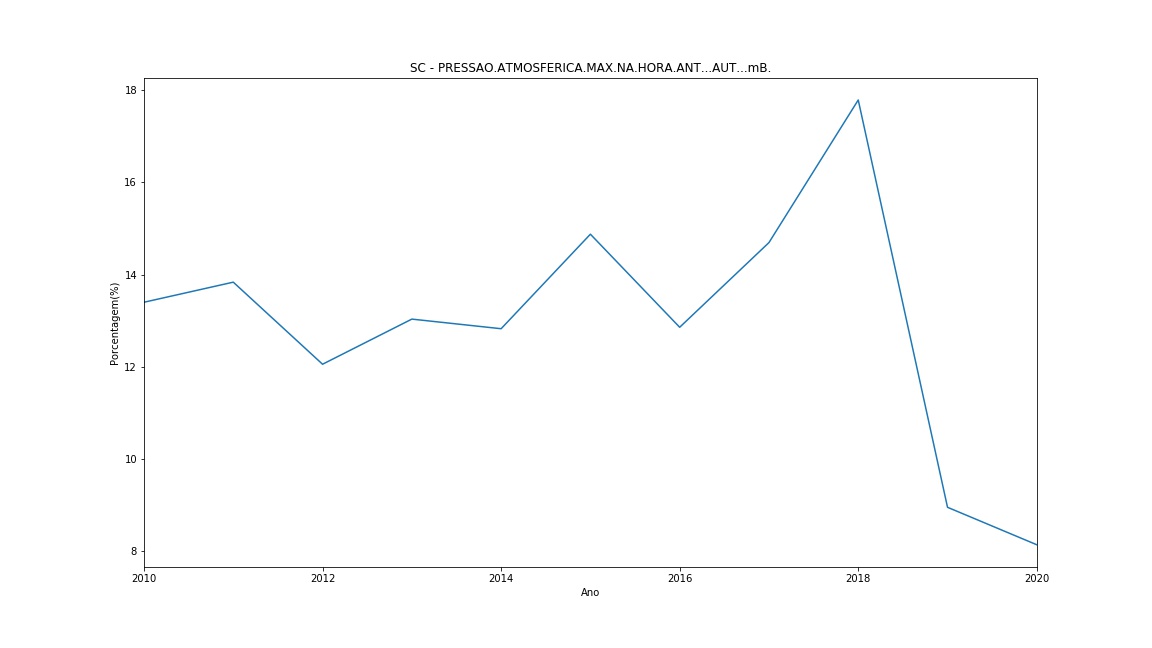 SC - PRESSAO.ATMOSFERICA.MAX.NA.HORA.ANT...AUT...mB.
18
16
14
12
10
8
Porcentagem(%)
2010 2012 2014 2016 2018 2020
Ano